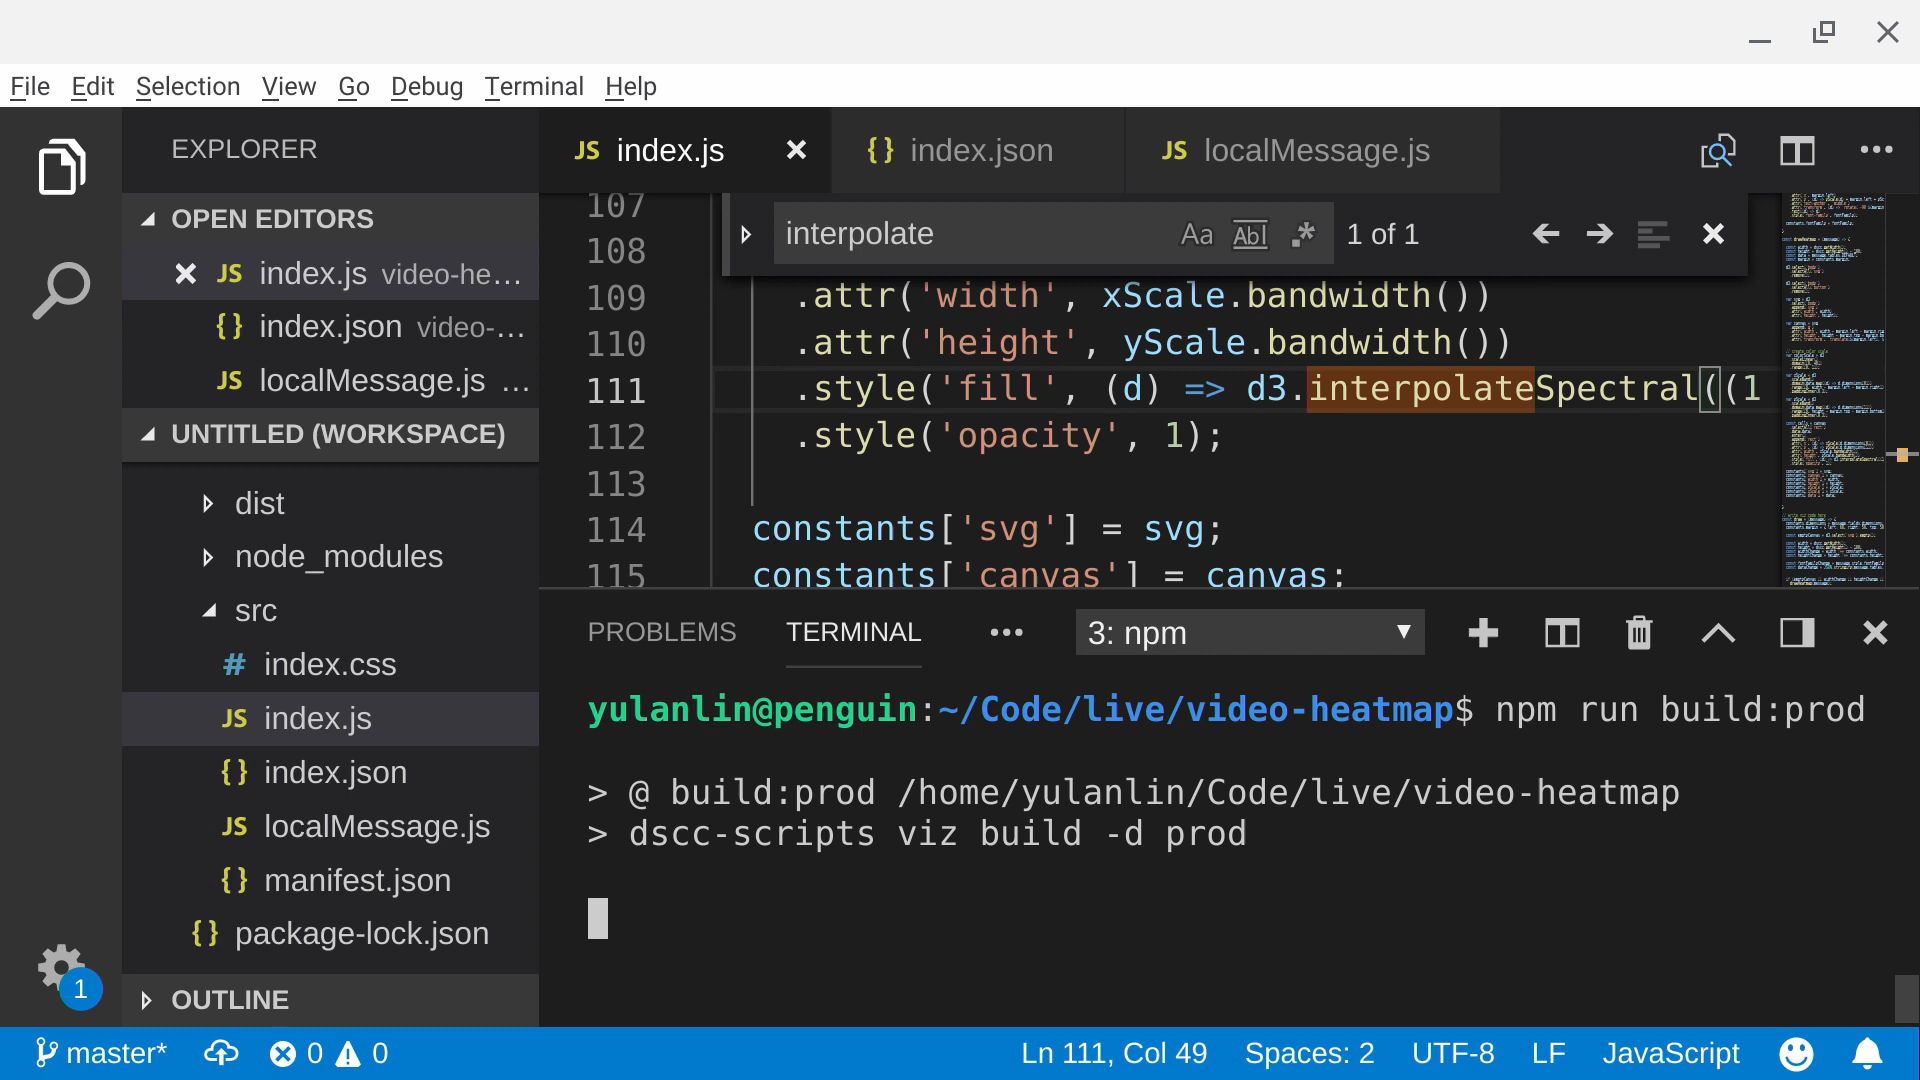 File Edit Selection View Go Debug Terminal Help
EXPLORER
OPEN EDITORS
JS index.js video-he…
{} index.json video-…
JS localMessage.js …
UNTITLED (WORKSPACE)
dist
node_modules
src
# index.css
JS index.js
{} index.json
JS localMessage.js
{} manifest.json
{} package-lock.json
OUTLINE
1
JS index.js {} index.json JS localMessage.js
interpolate Aa Abl .* 1 of 1
107
108
109 .attr('width', xScale.bandwidth())
110 .attr('height', yScale.bandwidth())
111 .style('fill', (d) => d3.interpolateSpectral((1
112 .style('opacity', 1);
113
114 constants['svg'] = svg;
115 constants['canvas'] = canvas;
PROBLEMS TERMINAL ••• 3: npm
yulanlin@penguin:~/Code/live/video-heatmap$ npm run build:prod
> @ build:prod /home/yulanlin/Code/live/video-heatmap
> dscc-scripts viz build -d prod
master* 0 0 Ln 111, Col 49 Spaces: 2 UTF-8 LF JavaScript